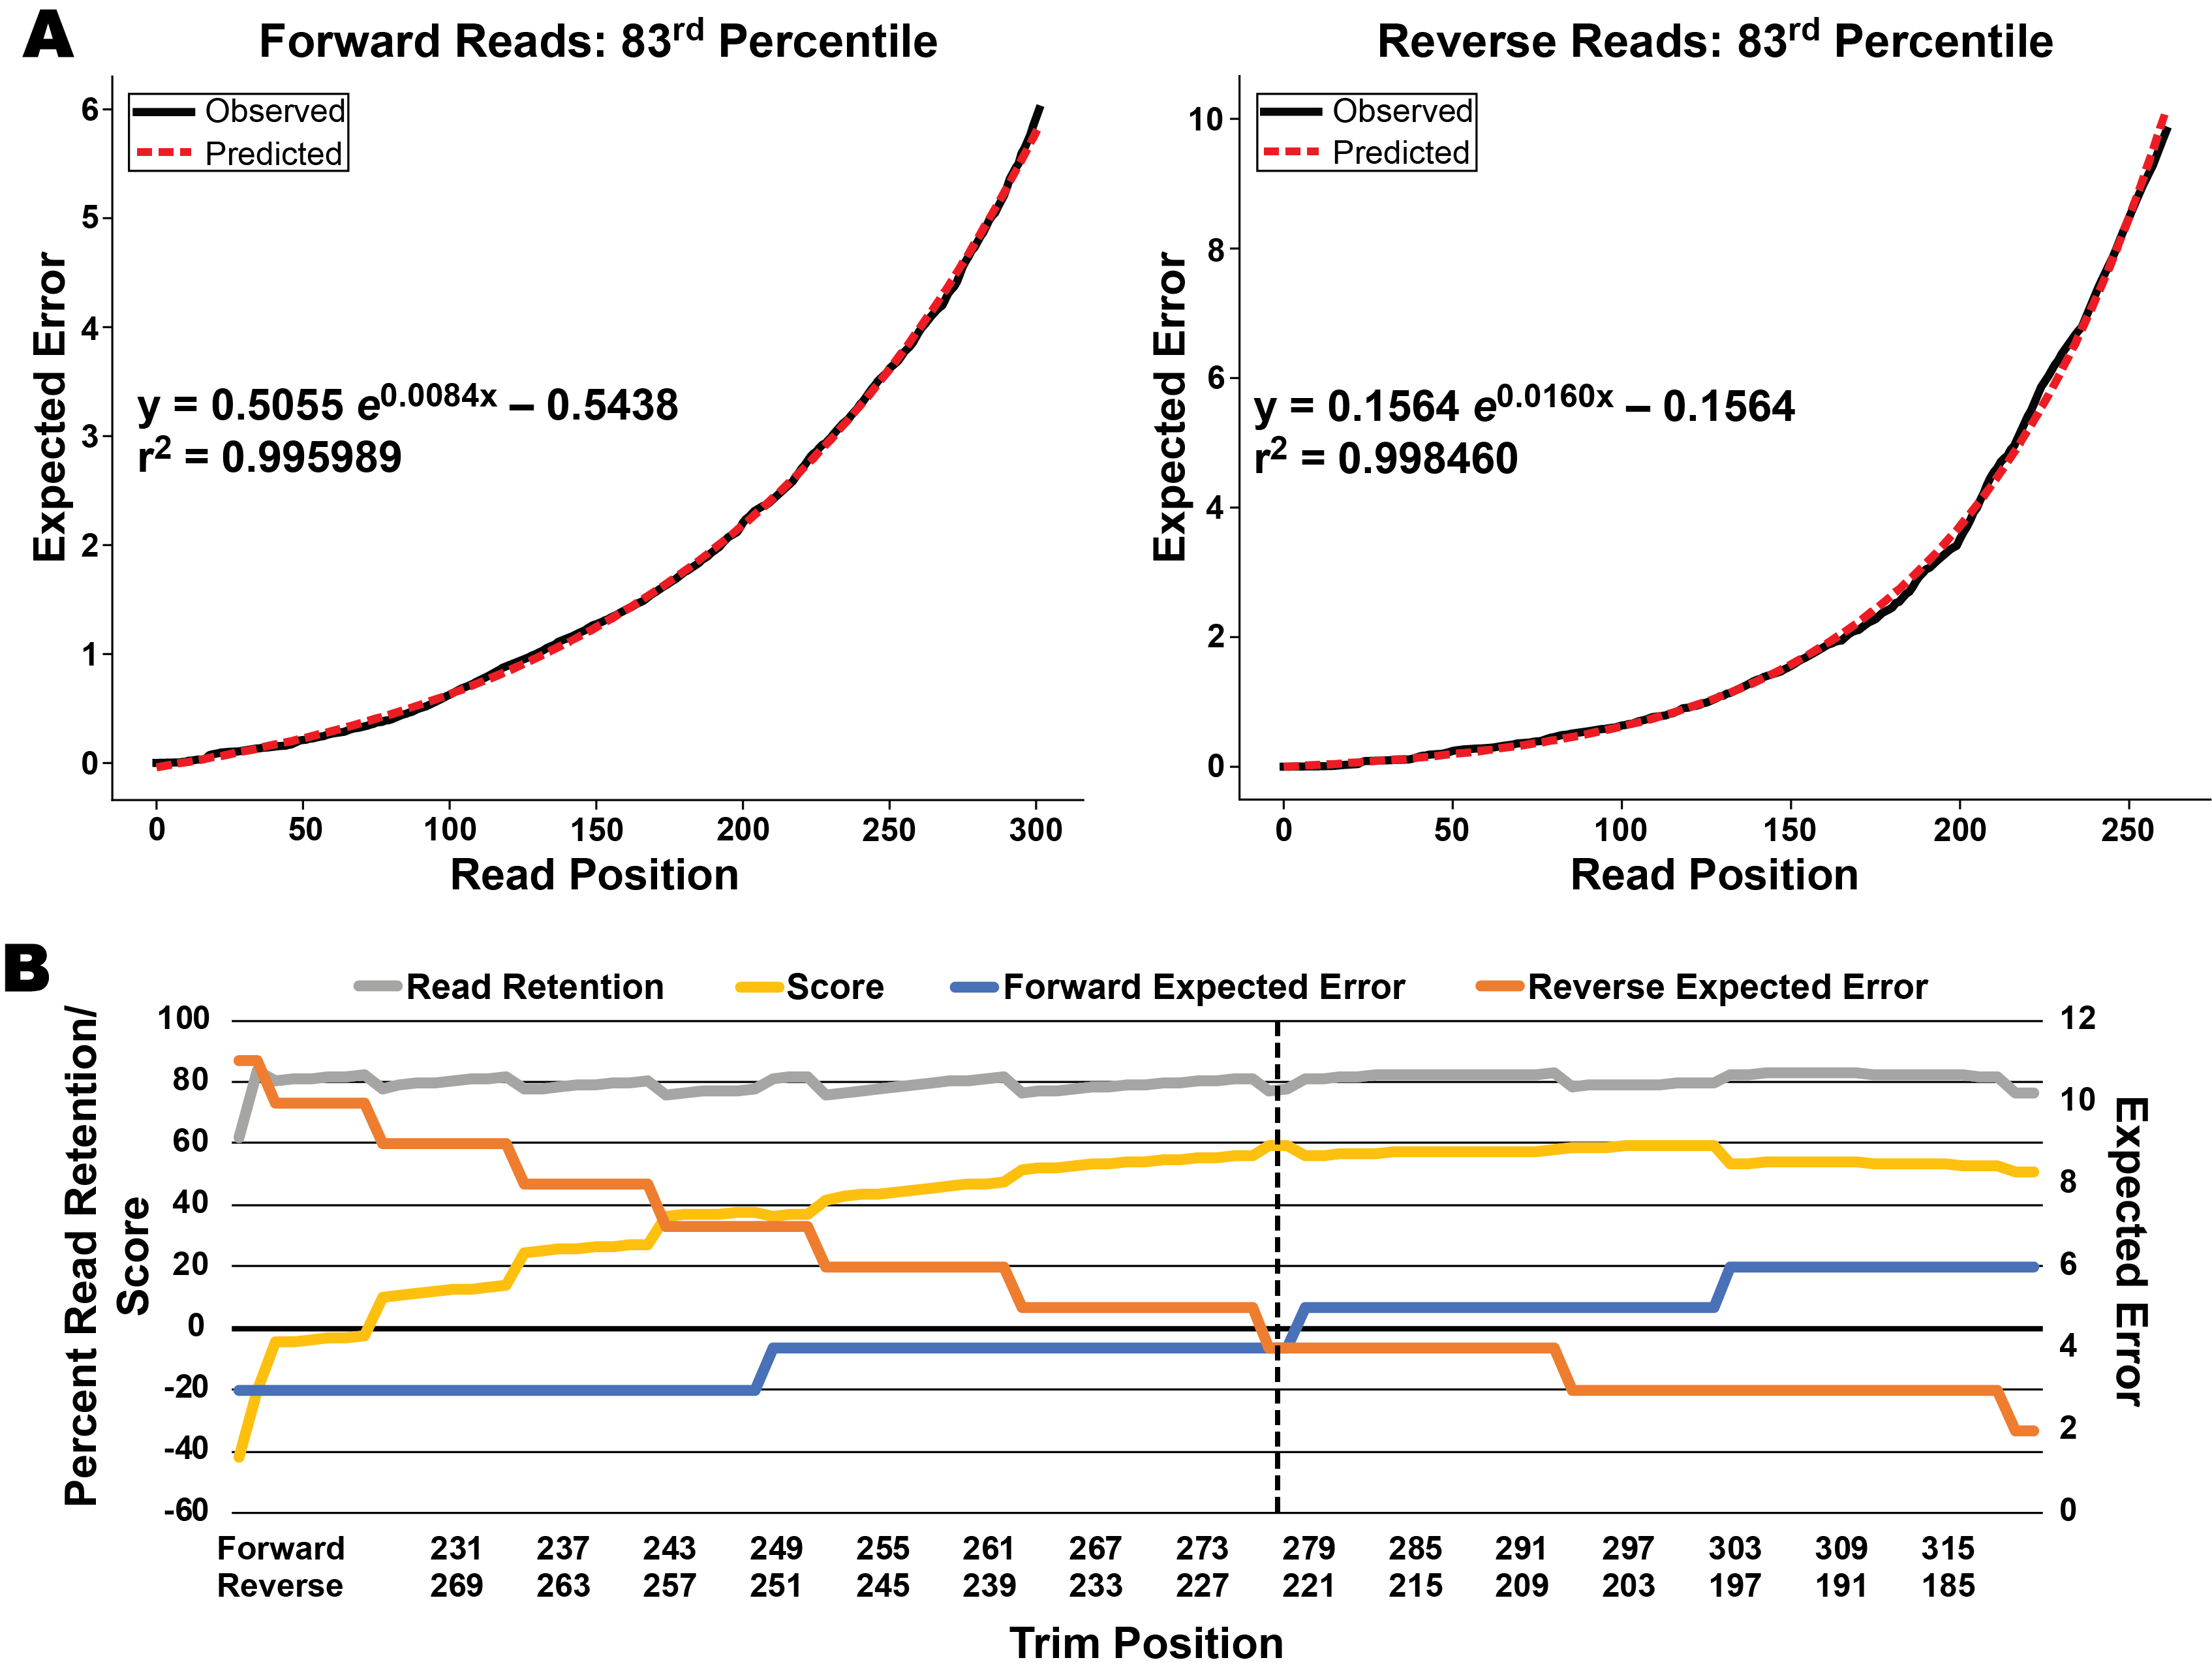 A
Forward Reads: 83rd Percentile
Observed
Predicted
6
5
4
3
2
1
0
Expected Error
y = 0.5055 e0.0084x – 0.5438
r2 = 0.995989
0 50 100 150 200 250 300
Read Position
Reverse Reads: 83rd Percentile
Observed
Predicted
10
8
6
4
2
0
Expected Error
y = 0.1564 e0.0160x – 0.1564
r2 = 0.998460
0 50 100 150 200 250
Read Position
B
Read Retention Score Forward Expected Error Reverse Expected Error
Percent Read Retention/
Score
100
80
60
40
20
0
-20
-40
-60
12
10
8
6
4
2
0
Expected Error
Forward 231 237 243 249 255 261 267 273 279 285 291 297 303 309 315
Reverse 269 263 257 251 245 239 233 227 221 215 209 203 197 191 185
Trim Position